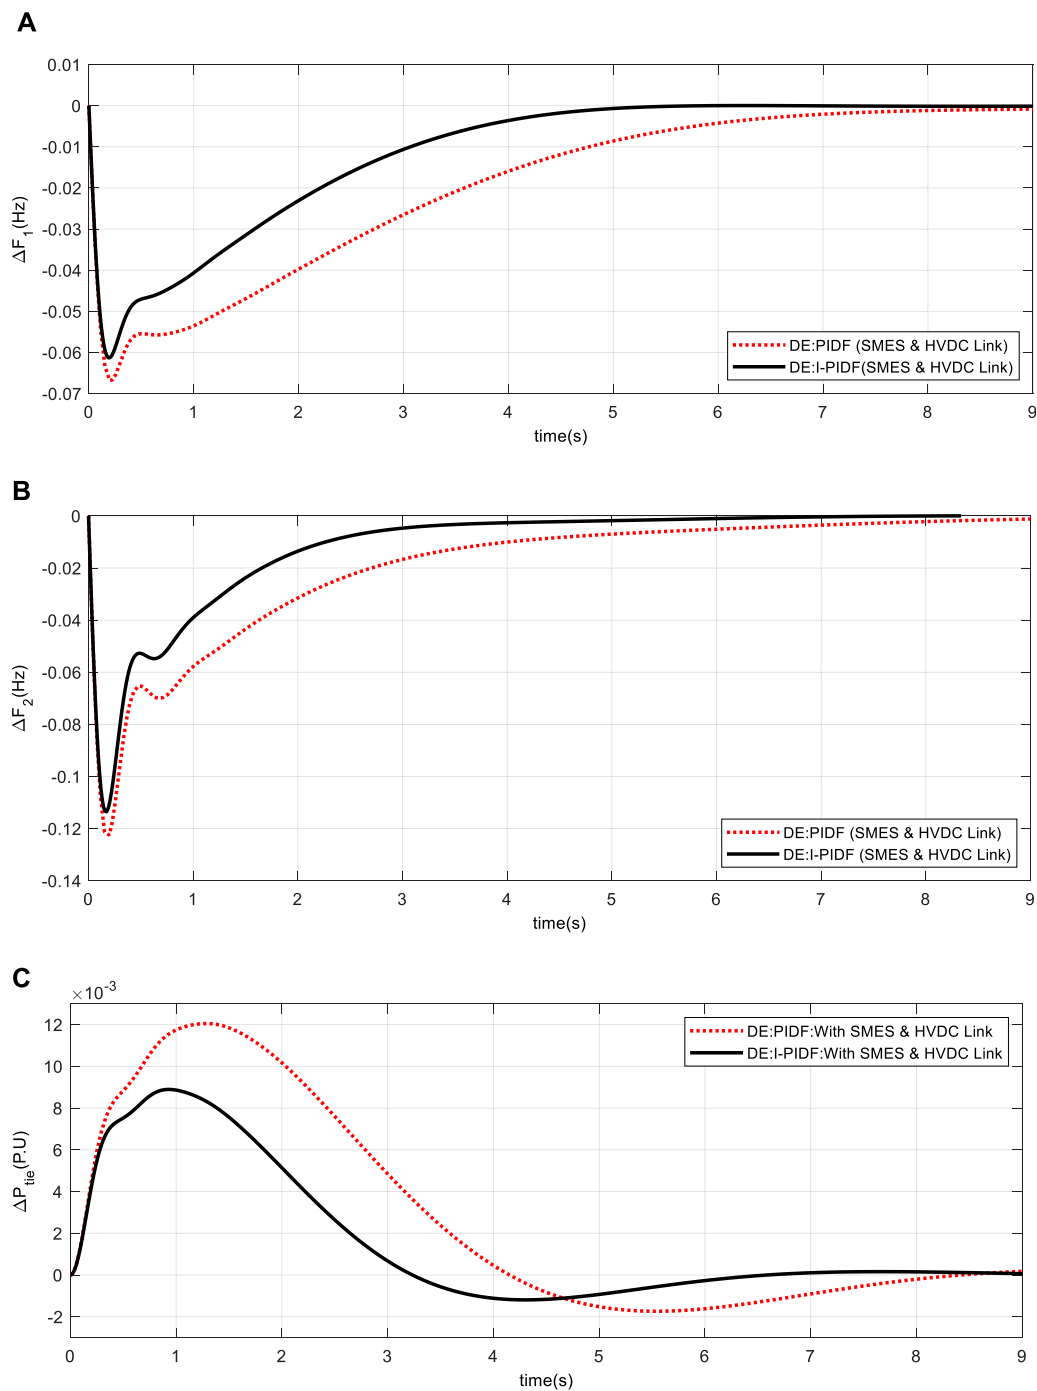 A
0.01
0
-0.01
-0.02
-0.03
-0.04
-0.05
-0.06
-0.07
ΔF1(Hz)
DE:PIDF (SMES & HVDC Link)
DE:I-PIDF(SMES & HVDC Link)
0 1 2 3 4 5 6 7 8 9
time(s)
B
0
-0.02
-0.04
-0.06
-0.08
-0.1
-0.12
-0.14
ΔF2(Hz)
DE:PIDF (SMES & HVDC Link)
DE:I-PIDF (SMES & HVDC Link)
0 1 2 3 4 5 6 7 8 9
time(s)
C
×10-3
12
10
8
6
4
2
0
-2
ΔPtie(P.U)
DE:PIDF:With SMES & HVDC Link
DE:I-PIDF:With SMES & HVDC Link
0 1 2 3 4 5 6 7 8 9
time(s)